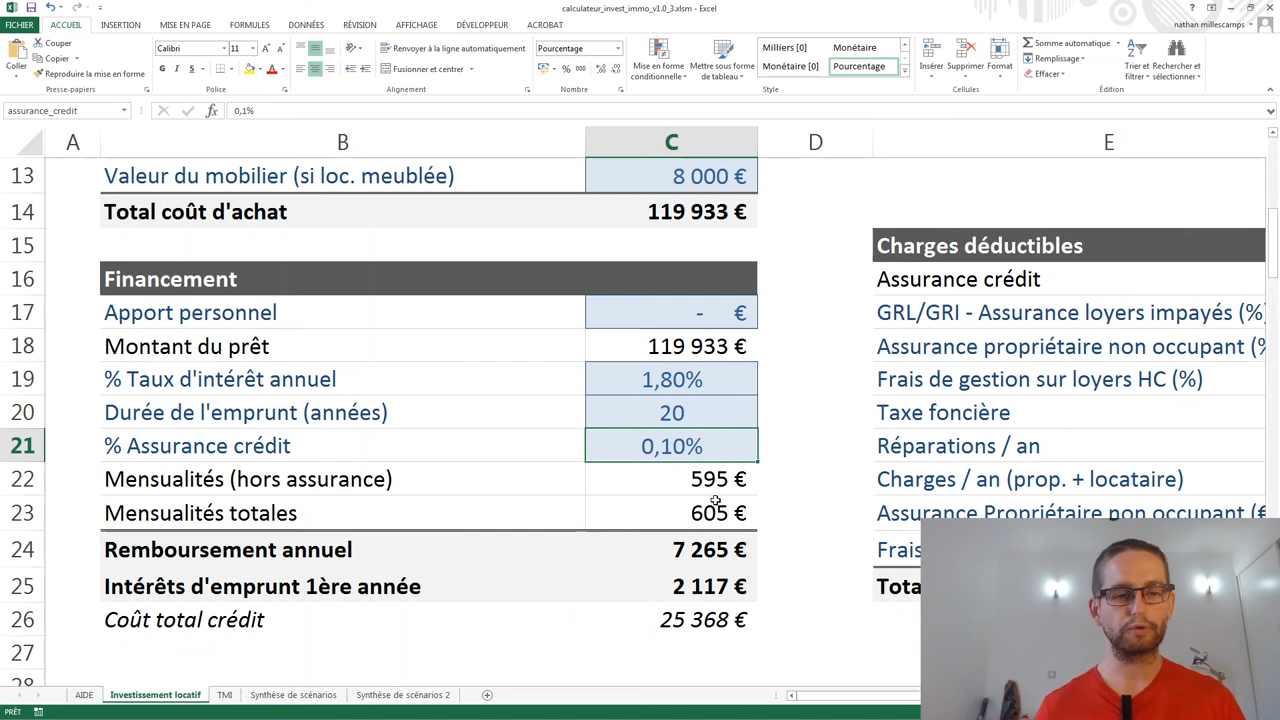 calculateur_invest_immo_v1.0_3.xlsm - Excel
FICHIER ACCUEIL INSERTION MISE EN PAGE FORMULES DONNÉES RÉVISION AFFICHAGE DÉVELOPPEUR ACROBAT
nathan millescamps
Coller
Couper
Copier
Reproduire la mise en forme
Presse-papiers
Calibri 11
G I S
Police
Renvoyer à la ligne automatiquement
Fusionner et centrer
Alignement
Pourcentage
% 000
Nombre
Mise en forme conditionnelle
Mettre sous forme de tableau
Milliers [0] Monétaire
Monétaire [0] Pourcentage
Style
Insérer Supprimer Format
Cellules
Somme automatique
Remplissage
Effacer
Trier et filtrer
Rechercher et sélectionner
Édition
assurance_credit 0,1%
A B C D E
13 Valeur du mobilier (si loc. meublée) 8 000 €
14 Total coût d'achat 119 933 €
15 Charges déductibles
16 Financement Assurance crédit
17 Apport personnel - € GRL/GRI - Assurance loyers impayés (%)
18 Montant du prêt 119 933 € Assurance propriétaire non occupant (%
19 % Taux d'intérêt annuel 1,80% Frais de gestion sur loyers HC (%)
20 Durée de l'emprunt (années) 20 Taxe foncière
21 % Assurance crédit 0,10% Réparations / an
22 Mensualités (hors assurance) 595 € Charges / an (prop. + locataire)
23 Mensualités totales 605 € Assurance Propriétaire non occupant (€
24 Remboursement annuel 7 265 € Frais
25 Intérêts d'emprunt 1ère année 2 117 € Tota
26 Coût total crédit 25 368 €
27
28
AIDE Investissement locatif TMI Synthèse de scénarios Synthèse de scénarios 2
PRÊT